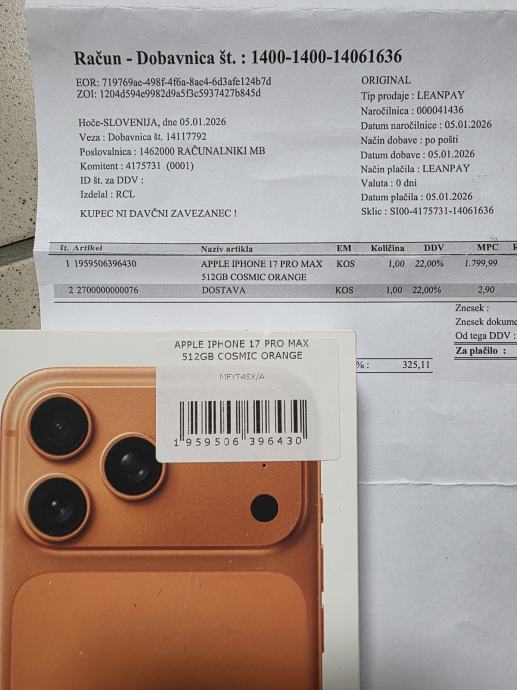 Račun - Dobavnica št. : 1400-1400-14061636
EOR: 719769ae-498f-4f6a-8ae4-6d3afe124b7d
ZOI: 1204d594e9982d9a5f3c5937427b845d
Hoče-SLOVENIJA, dne 05.01.2026
Veza : Dobavnica št. 14117792
Poslovalnica : 1462000 RAČUNALNIKI MB
Komitent : 4175731 (0001)
ID št. za DDV :
Izdelal : RCL
KUPEC NI DAVČNI ZAVEZANEC !
ORIGINAL
Tip prodaje : LEANPAY
Naročilnica : 000041436
Datum naročilnice : 05.01.2026
Način dobave : po pošti
Datum dobave : 05.01.2026
Način plačila : LEANPAY
Valuta : 0 dni
Datum plačila : 05.01.2026
Sklic : SI00-4175731-14061636
št. Artikel Naziv artikla EM Količina DDV MPC
1 1959506396430 APPLE IPHONE 17 PRO MAX KOS 1,00 22,00% 1.799,99
512GB COSMIC ORANGE
2 2700000000076 DOSTAVA KOS 1,00 22,00% 2,90
Znesek :
Znesek dokume
Od tega DDV :
% : 325,11
Za plačilo :
APPLE IPHONE 17 PRO MAX
512GB COSMIC ORANGE
MFYT4SX/A
1 959506 396430